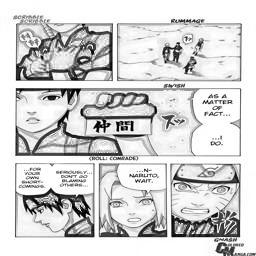 SCRIBBLE
SCRIBBLE
RUMMAGE
SWISH
AS A
MATTER
OF
FACT...
...I
DO.
仲間
(ROLL: COMRADE)
...FOR
YOUR OWN
SHORT-
COMINGS.
SERIOUSLY...
DON'T GO
BLAMING
OTHERS...
...N-
NARUTO,
WAIT.
GNASH